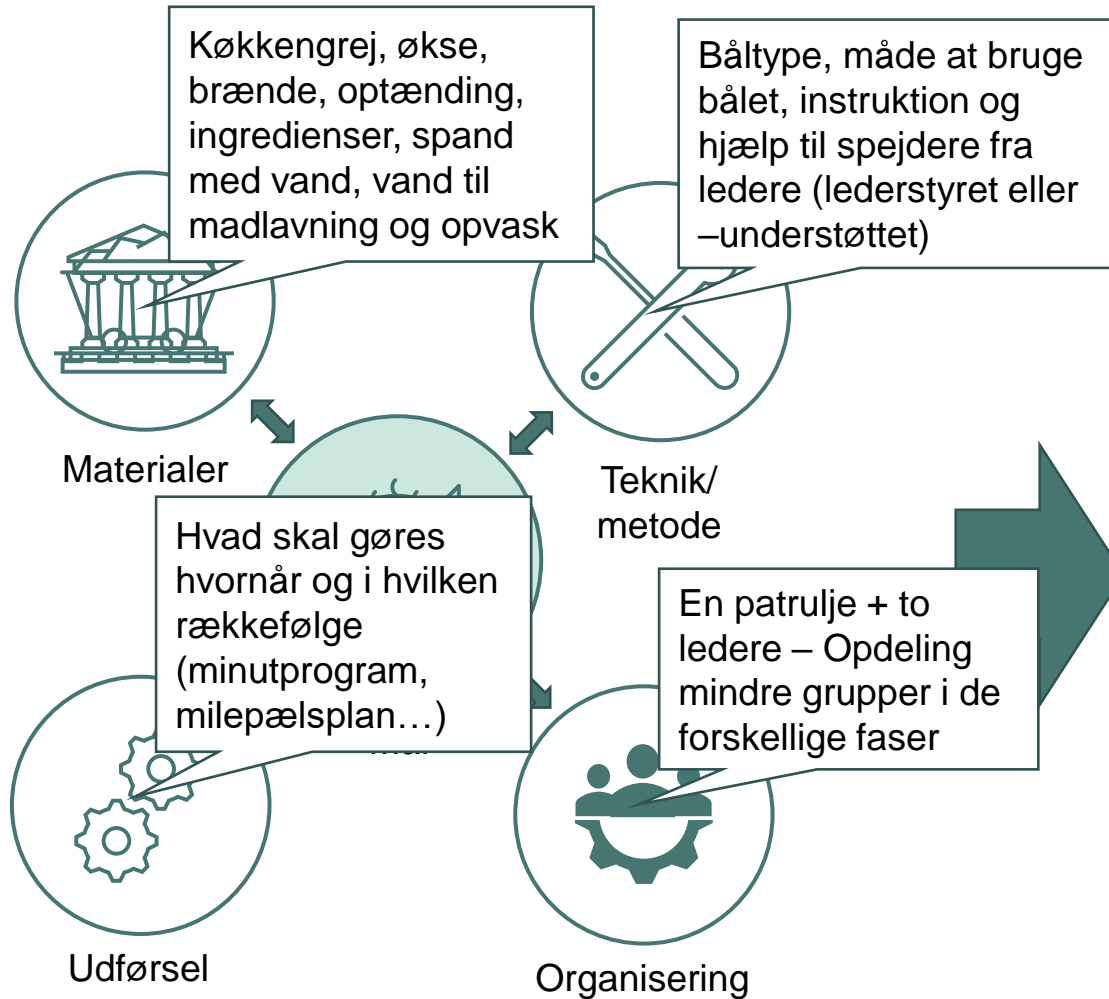 Køkkengrej, økse,
brænde, optænding,
ingredienser, spand
med vand, vand til
madlavning og opvask
Båltype, måde at bruge
bålet, instruktion og
hjælp til spejdere fra
ledere (lederstyret eller
–understøttet)
Materialer
Teknik/
metode
Hvad skal gøres
hvornår og i hvilken
rækkefølge
(minutprogram,
milepælsplan…)
En patrulje + to
ledere – Opdeling
mindre grupper i de
forskellige faser
Udførsel
Organisering